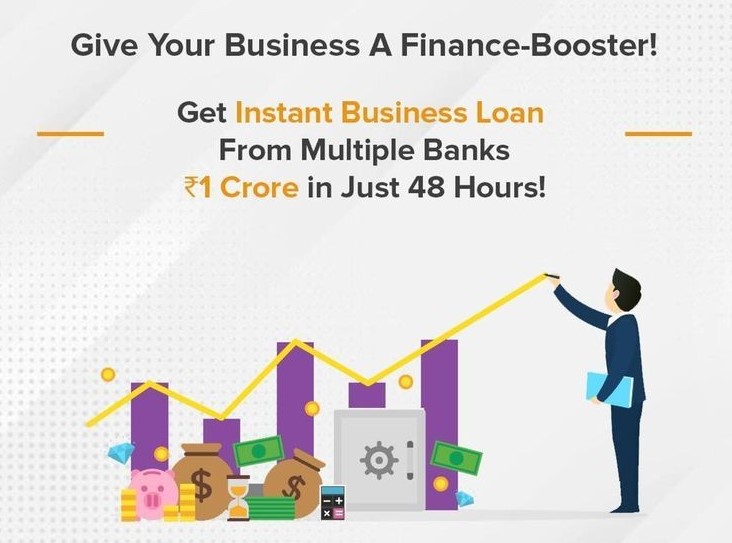 Give Your Business A Finance-Booster!
Get Instant Business Loan
From Multiple Banks
₹1 Crore in Just 48 Hours!
$
$